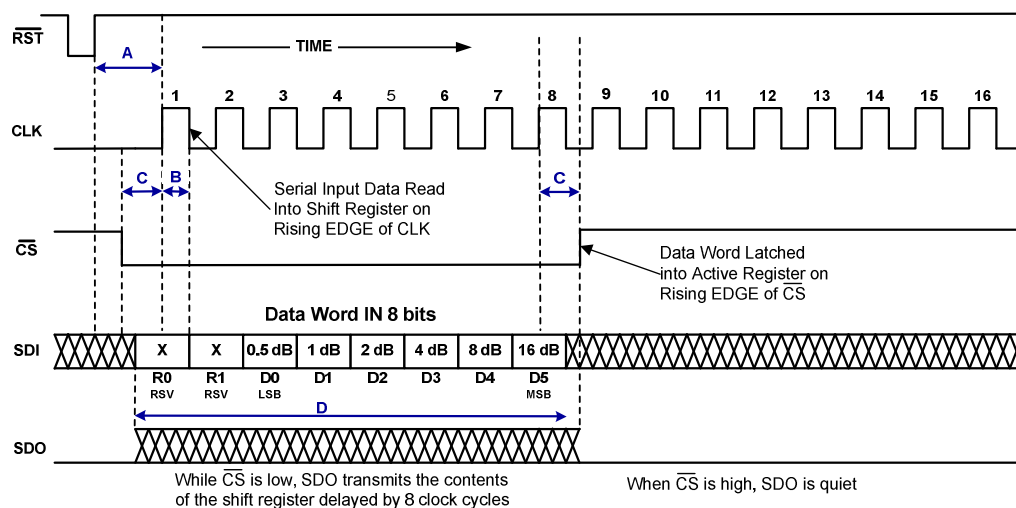 RST
TIME
A
1 2 3 4 5 6 7 8 9 10 11 12 13 14 15 16
CLK
C B C
Serial Input Data Read
Into Shift Register on
Rising EDGE of CLK
CS
Data Word Latched
into Active Register on
Rising EDGE of CS
Data Word IN 8 bits
SDI X X 0.5 dB 1 dB 2 dB 4 dB 8 dB 16 dB
R0 R1 D0 D1 D2 D3 D4 D5
RSV RSV LSB MSB
D
SDO
While CS is low, SDO transmits the contents
of the shift register delayed by 8 clock cycles
When CS is high, SDO is quiet